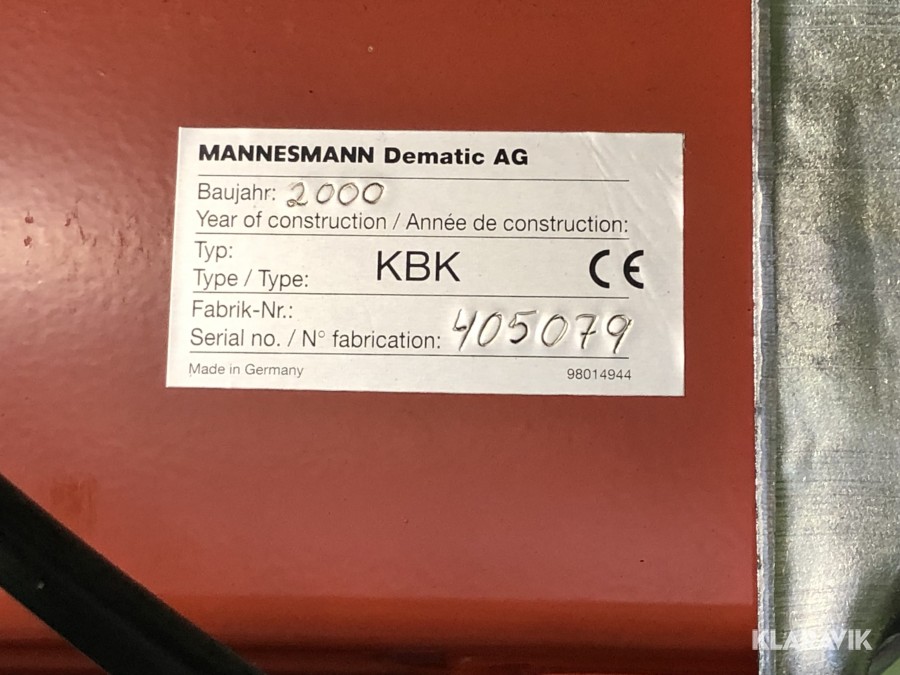 MANNESMANN Dematic AG
Baujahr: 2000
Year of construction / Année de construction:
Typ:
Type / Type: KBK CE
Fabrik-Nr.:
Serial no. / N° fabrication: 405079
Made in Germany 98014944
KLARAVIK